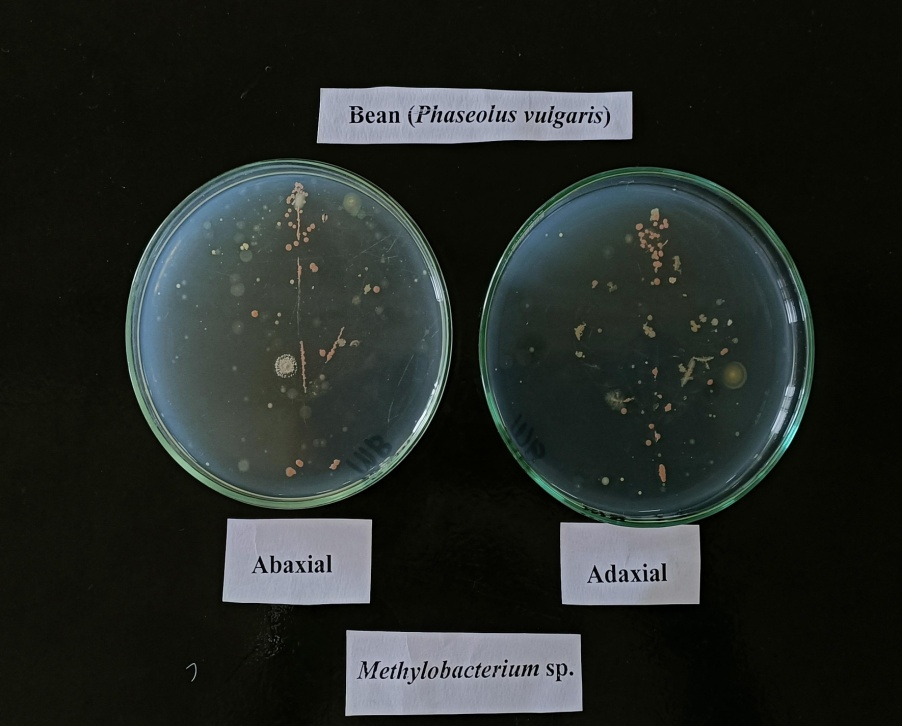 Bean (Phaseolus vulgaris)
Abaxial
Adaxial
Methylobacterium sp.